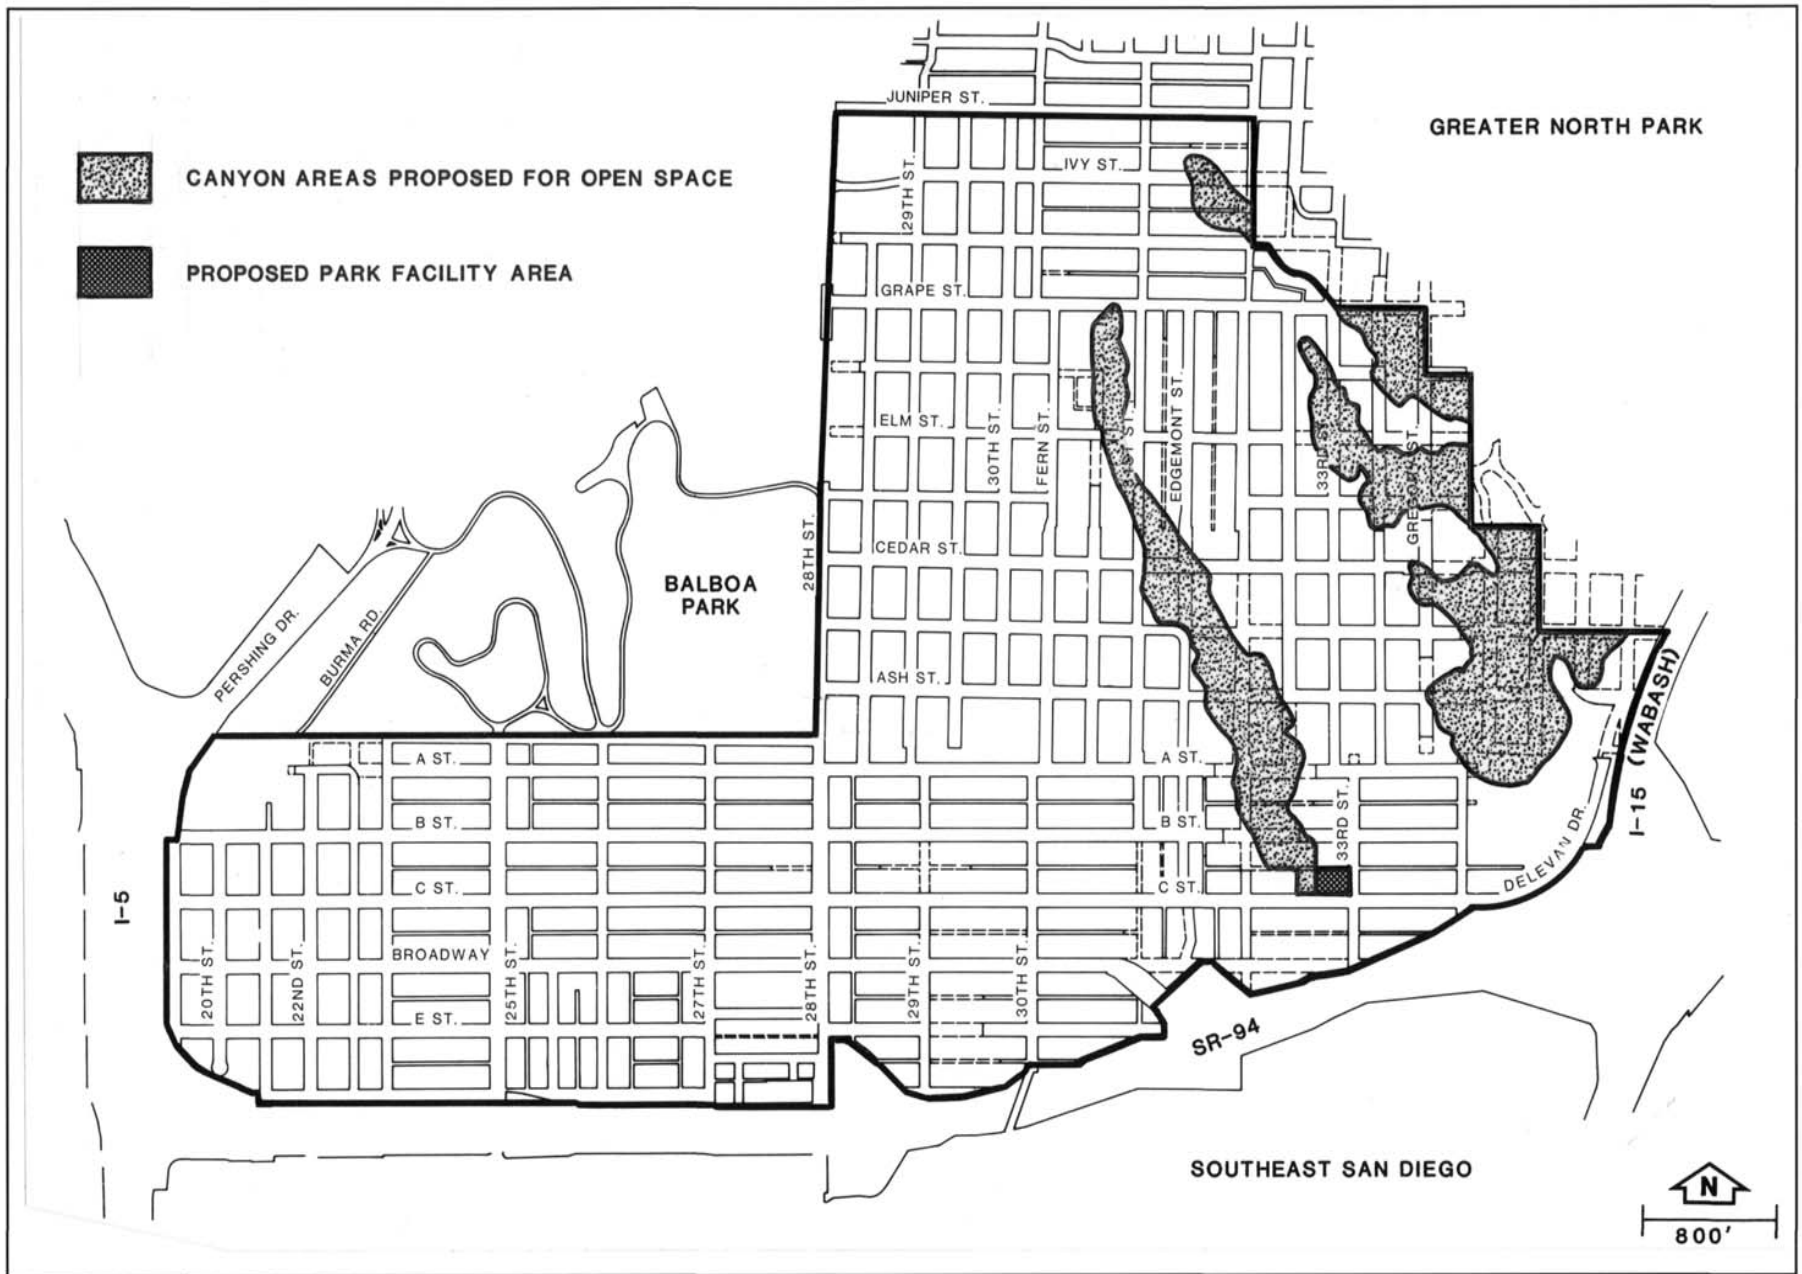 JUNIPER ST.
GREATER NORTH PARK
CANYON AREAS PROPOSED FOR OPEN SPACE
IVY ST.
29TH ST.
PROPOSED PARK FACILITY AREA
GRAPE ST.
ELM ST.
30TH ST.
FERN ST.
EDGEMONT ST.
33RD
CEDAR ST.
28TH ST.
BALBOA
PARK
PERSHING DR.
BURMA RD.
ASH ST.
I-15 (WABASH)
A ST.
A ST.
B ST.
B ST.
33RD ST.
DELEVAN DR.
C ST.
C ST.
I-5
BROADWAY
20TH ST.
22ND ST.
25TH ST.
27TH ST.
28TH ST.
29TH ST.
30TH ST.
E ST.
SR-94
SOUTHEAST SAN DIEGO
N
800'